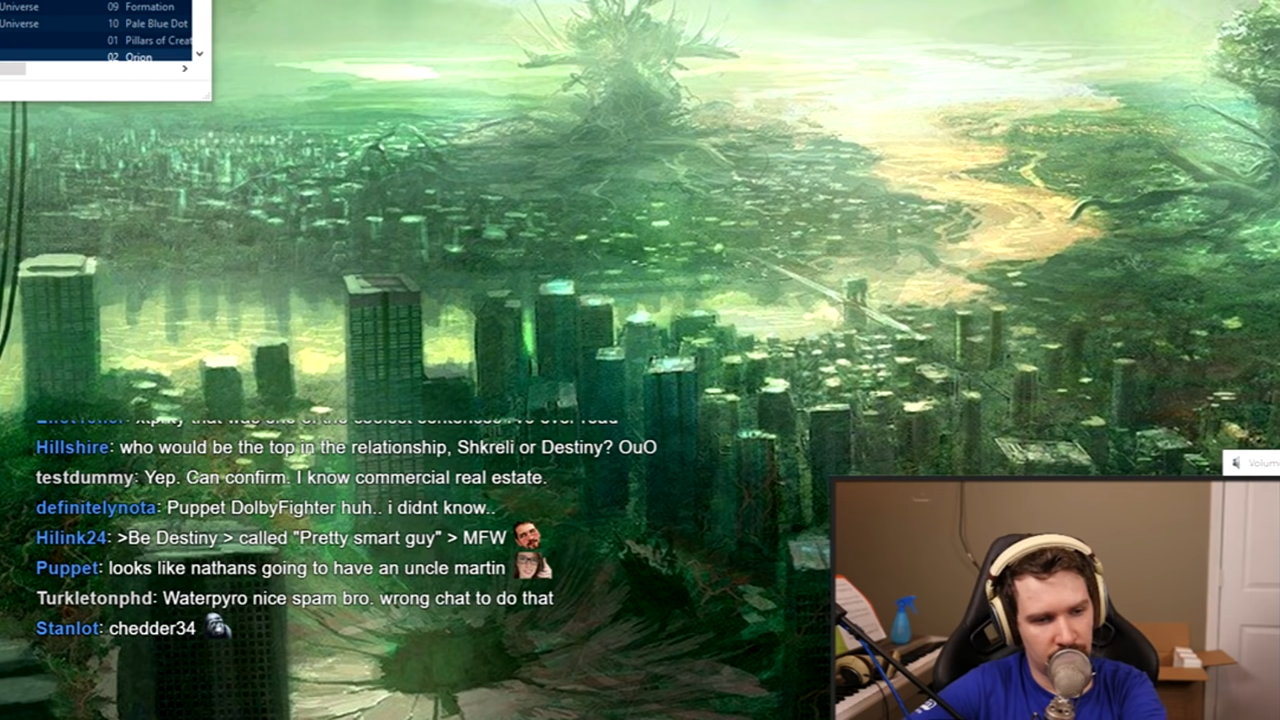 Universe 09 Formation
Universe 10 Pale Blue Dot
01 Pillars of Creat
02 Orion
Hillshire: who would be the top in the relationship, Shkreli or Destiny? OuO
testdummy: Yep. Can confirm. I know commercial real estate.
definitelynota: Puppet DolbyFighter huh.. i didnt know..
Hilink24: >Be Destiny > called "Pretty smart guy" > MFW
Puppet: looks like nathans going to have an uncle martin
Turkletonphd: Waterpyro nice spam bro. wrong chat to do that
Stanlot: chedder34
Volum